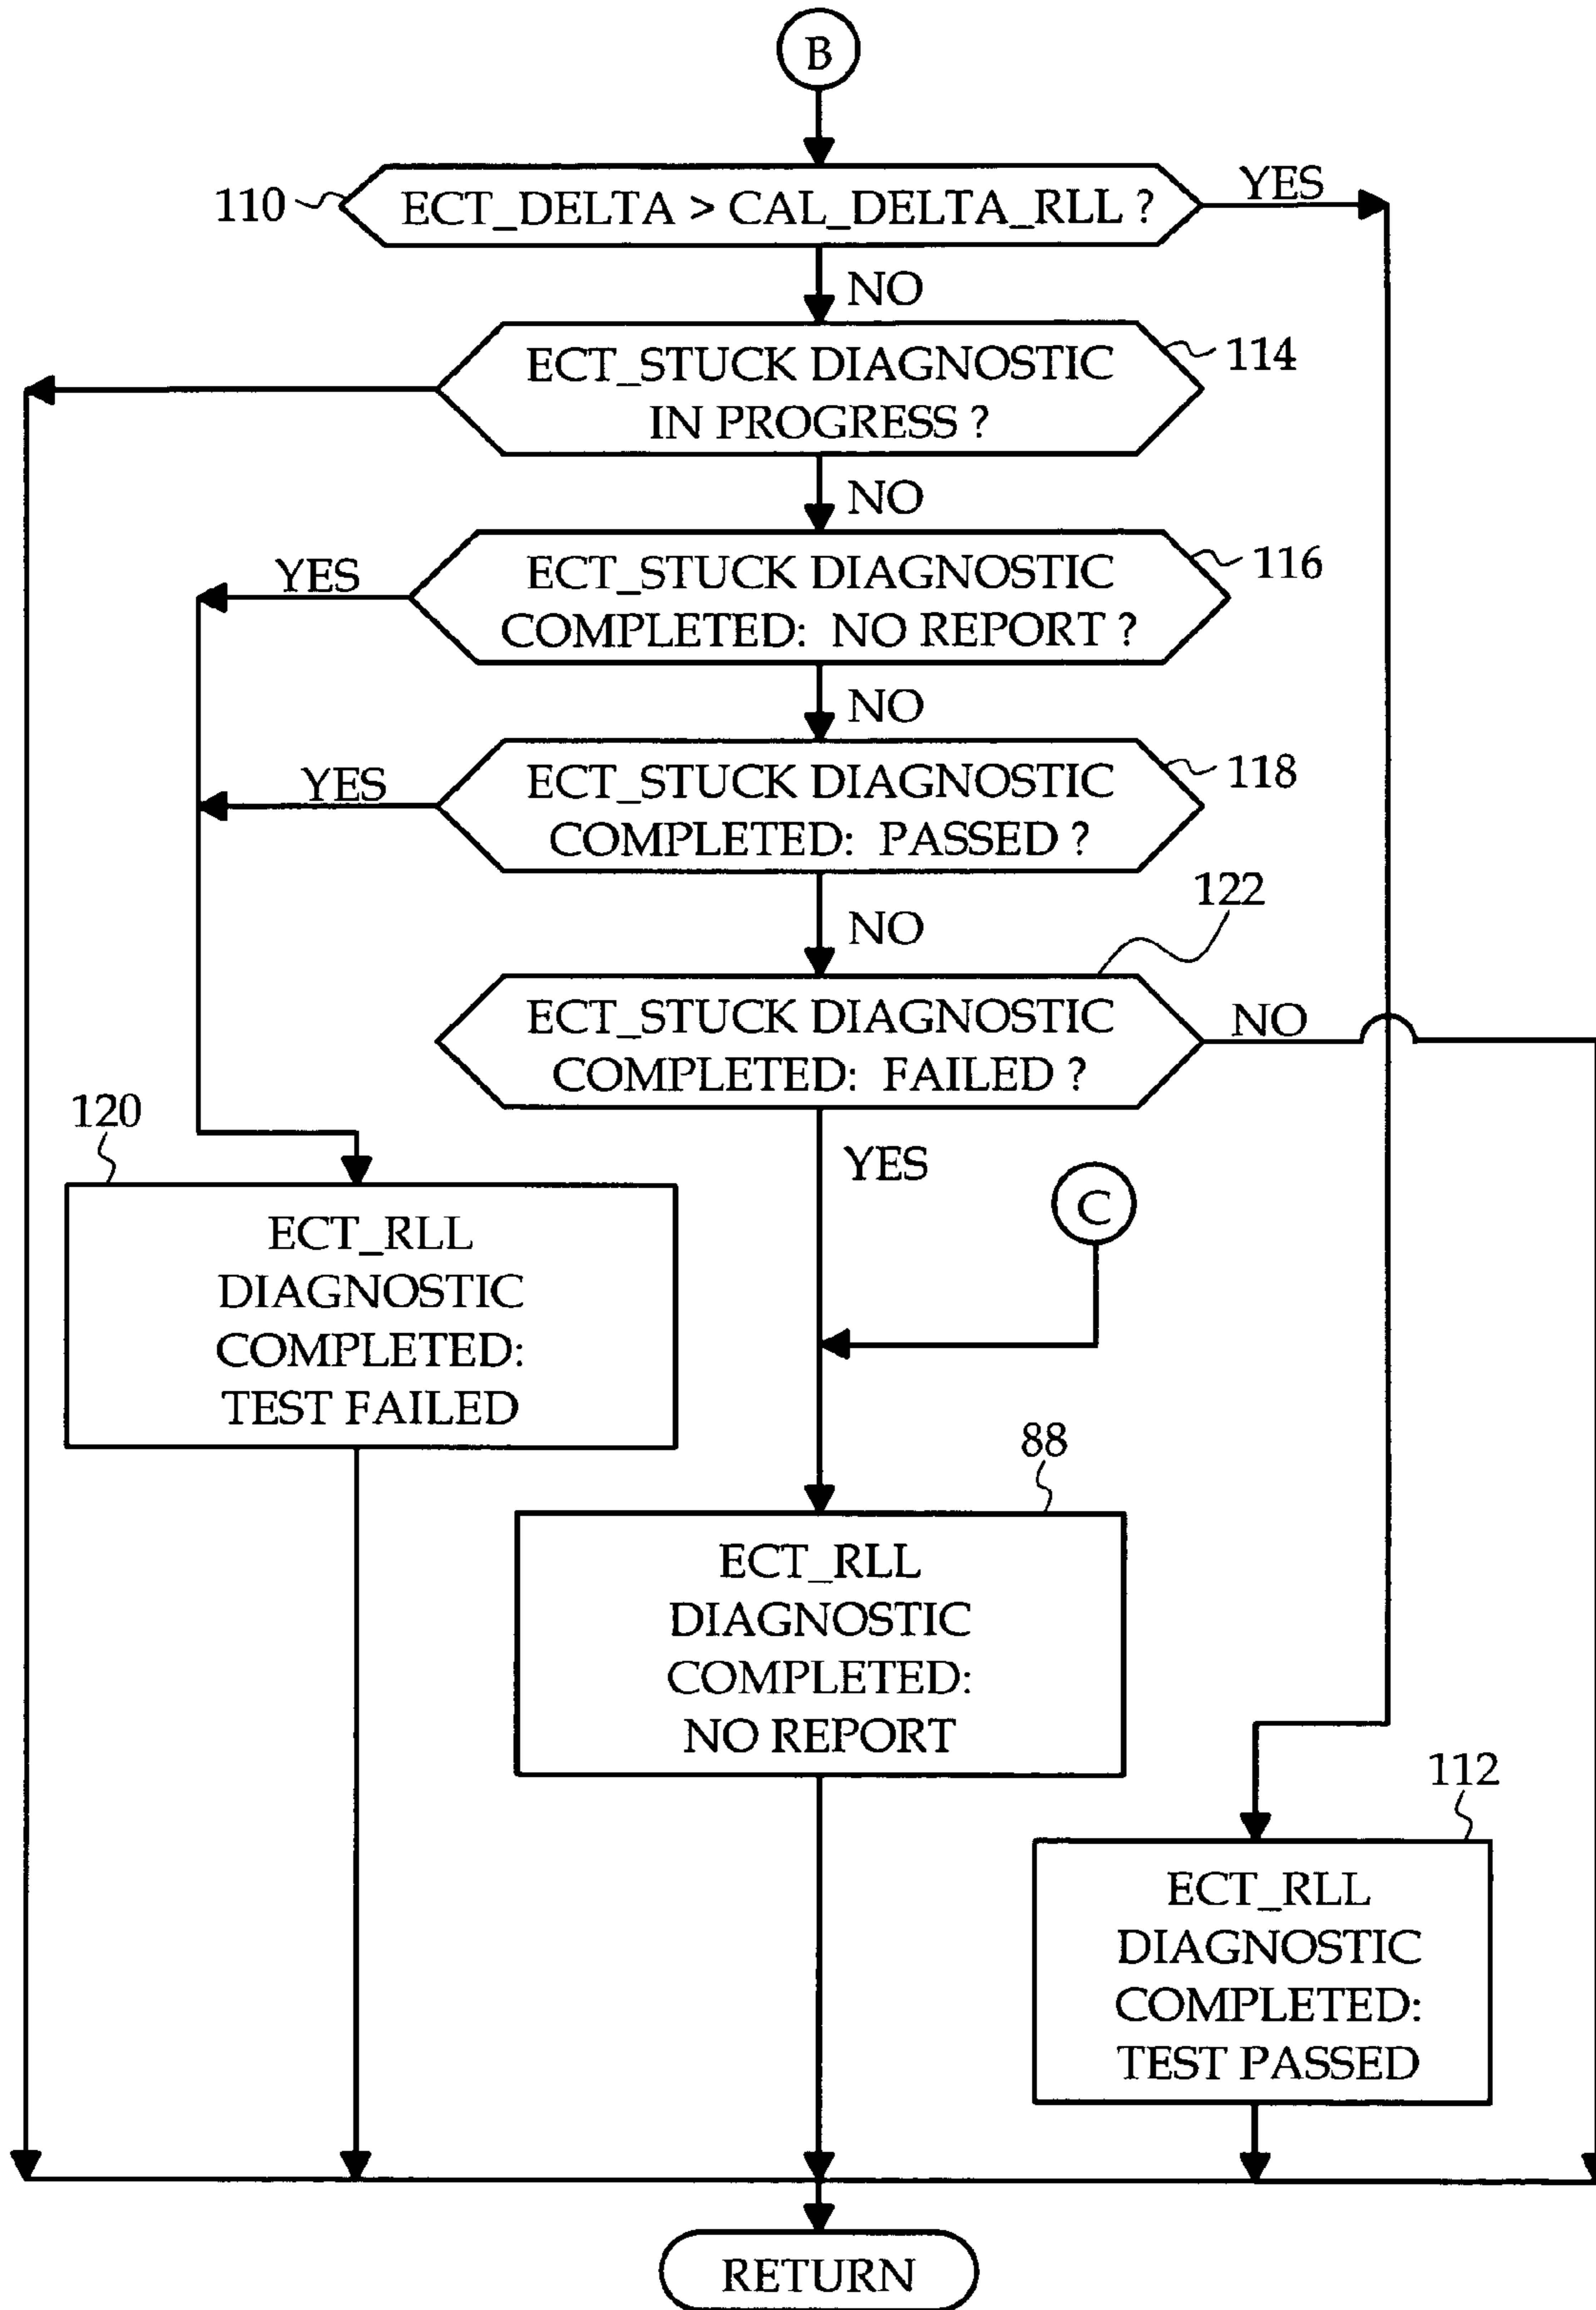 B
110
ECT_DELTA > CAL_DELTA_RLL ?
YES
NO
ECT_STUCK DIAGNOSTIC
IN PROGRESS ?
114
NO
YES
ECT_STUCK DIAGNOSTIC
COMPLETED: NO REPORT ?
116
NO
YES
ECT_STUCK DIAGNOSTIC
COMPLETED: PASSED ?
118
NO
122
ECT_STUCK DIAGNOSTIC
COMPLETED: FAILED ?
NO
YES
120
ECT_RLL
DIAGNOSTIC
COMPLETED:
TEST FAILED
C
88
ECT_RLL
DIAGNOSTIC
COMPLETED:
NO REPORT
112
ECT_RLL
DIAGNOSTIC
COMPLETED:
TEST PASSED
RETURN